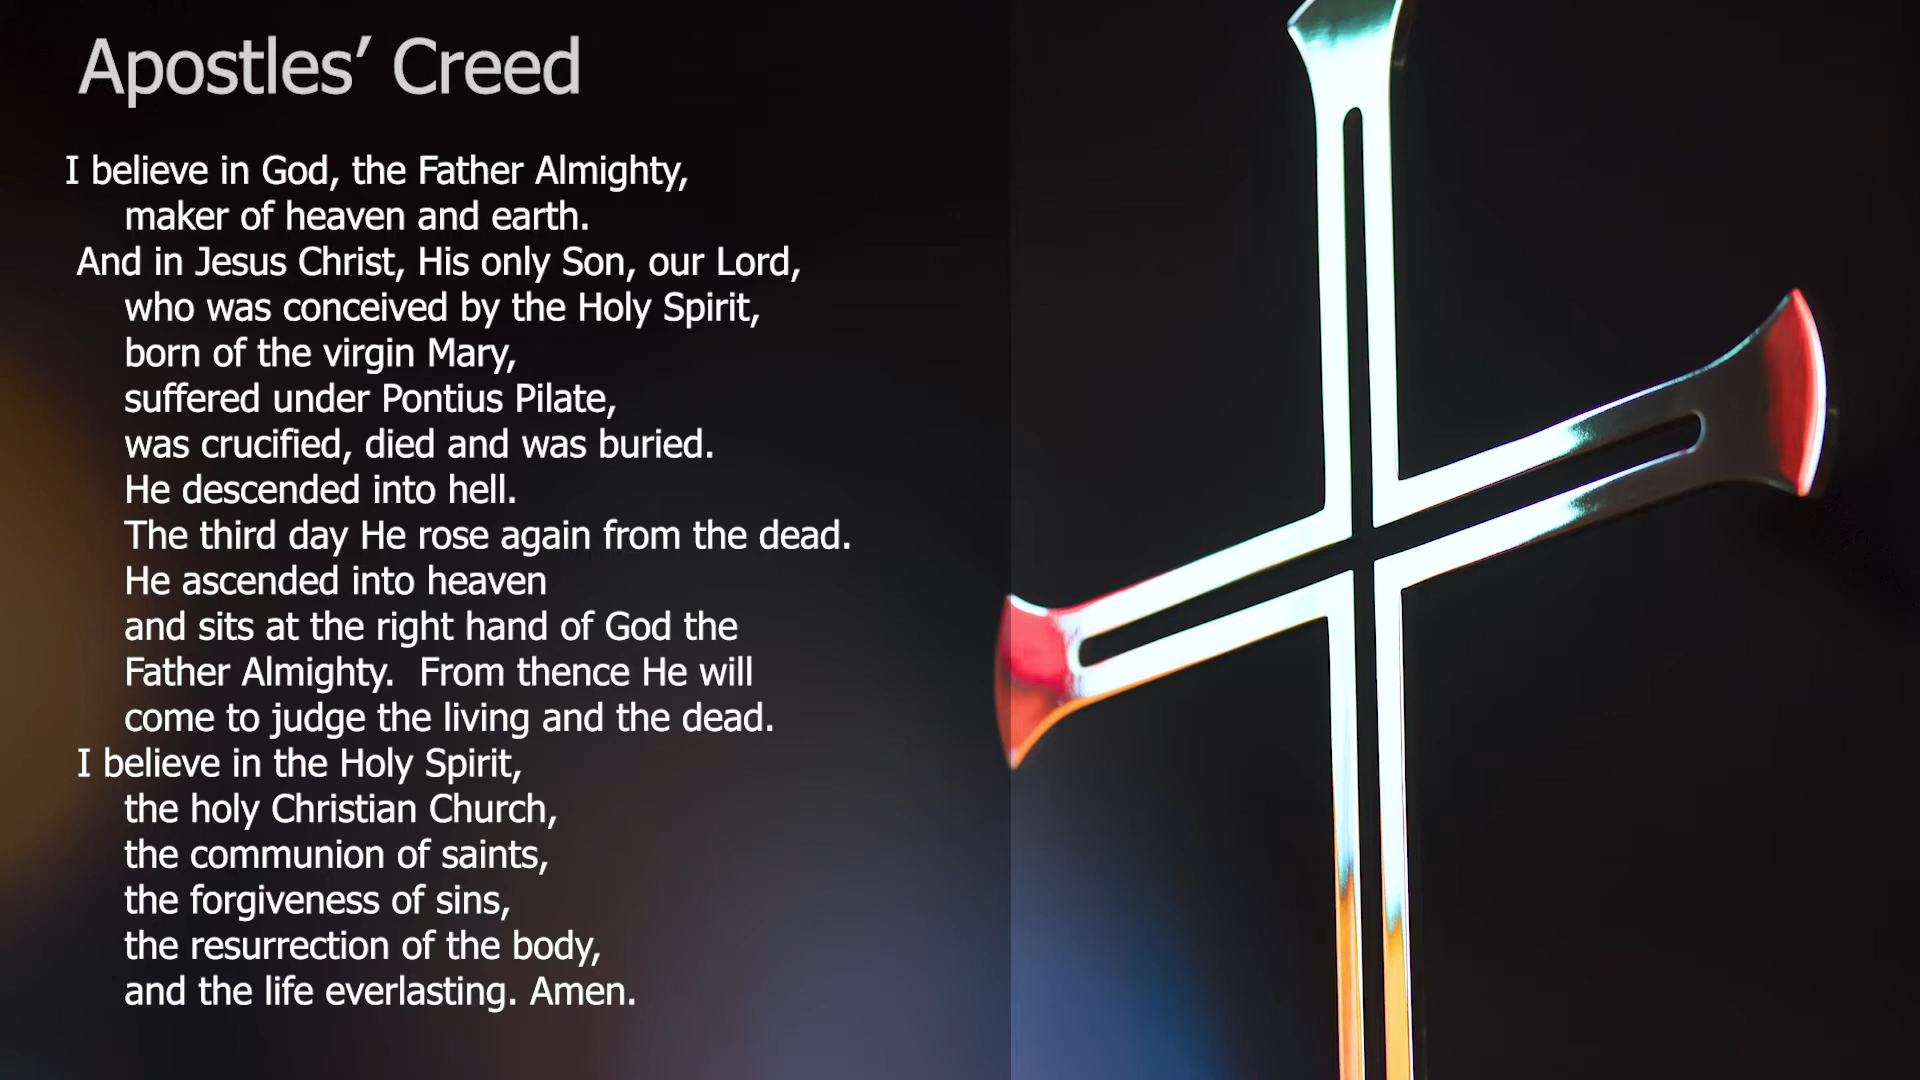 Apostles’ Creed
I believe in God, the Father Almighty,
maker of heaven and earth.
And in Jesus Christ, His only Son, our Lord,
who was conceived by the Holy Spirit,
born of the virgin Mary,
suffered under Pontius Pilate,
was crucified, died and was buried.
He descended into hell.
The third day He rose again from the dead.
He ascended into heaven
and sits at the right hand of God the
Father Almighty.  From thence He will
come to judge the living and the dead.
I believe in the Holy Spirit,
the holy Christian Church,
the communion of saints,
the forgiveness of sins,
the resurrection of the body,
and the life everlasting. Amen.